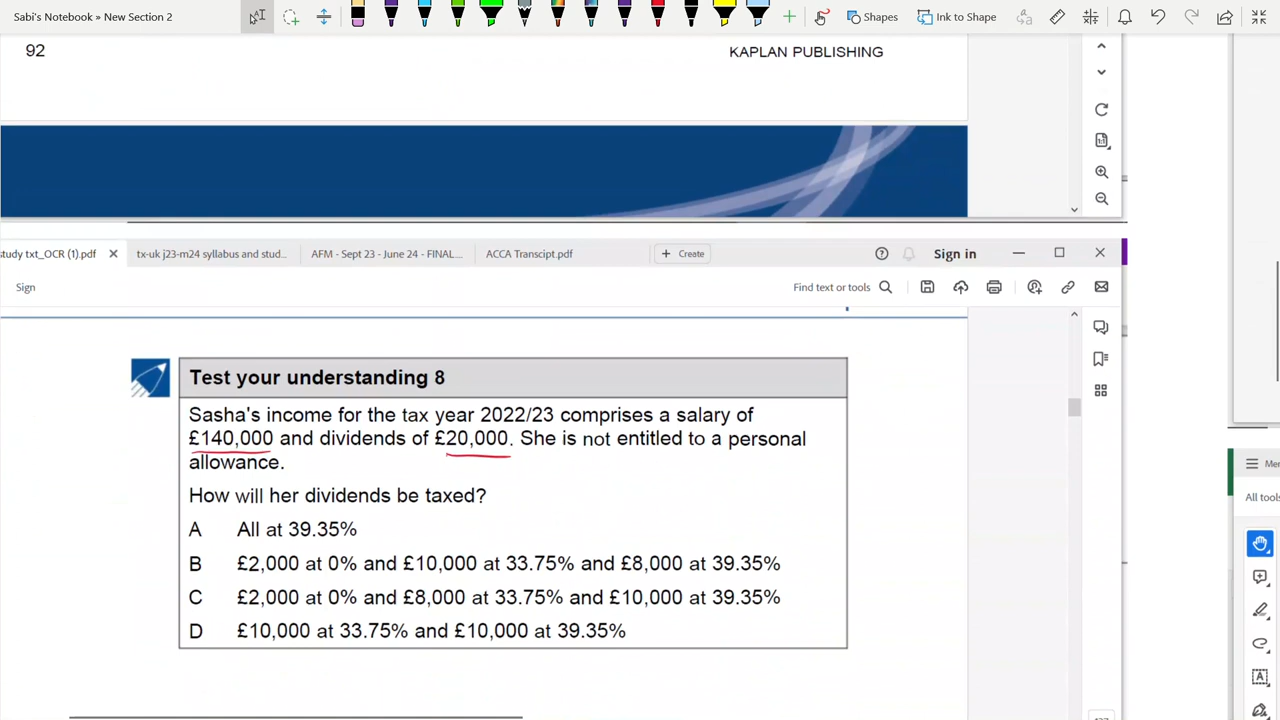 Sabi's Notebook » New Section 2
Shapes
Ink to Shape
92
KAPLAN PUBLISHING
study txt_OCR (1).pdf
tx-uk j23-m24 syllabus and stud...
AFM - Sept 23 - June 24 - FINAL...
ACCA Transcipt.pdf
Create
Sign in
Sign
Find text or tools
Test your understanding 8
Sasha's income for the tax year 2022/23 comprises a salary of
£140,000 and dividends of £20,000. She is not entitled to a personal
allowance.
How will her dividends be taxed?
A All at 39.35%
B £2,000 at 0% and £10,000 at 33.75% and £8,000 at 39.35%
C £2,000 at 0% and £8,000 at 33.75% and £10,000 at 39.35%
D £10,000 at 33.75% and £10,000 at 39.35%
Men
All tools